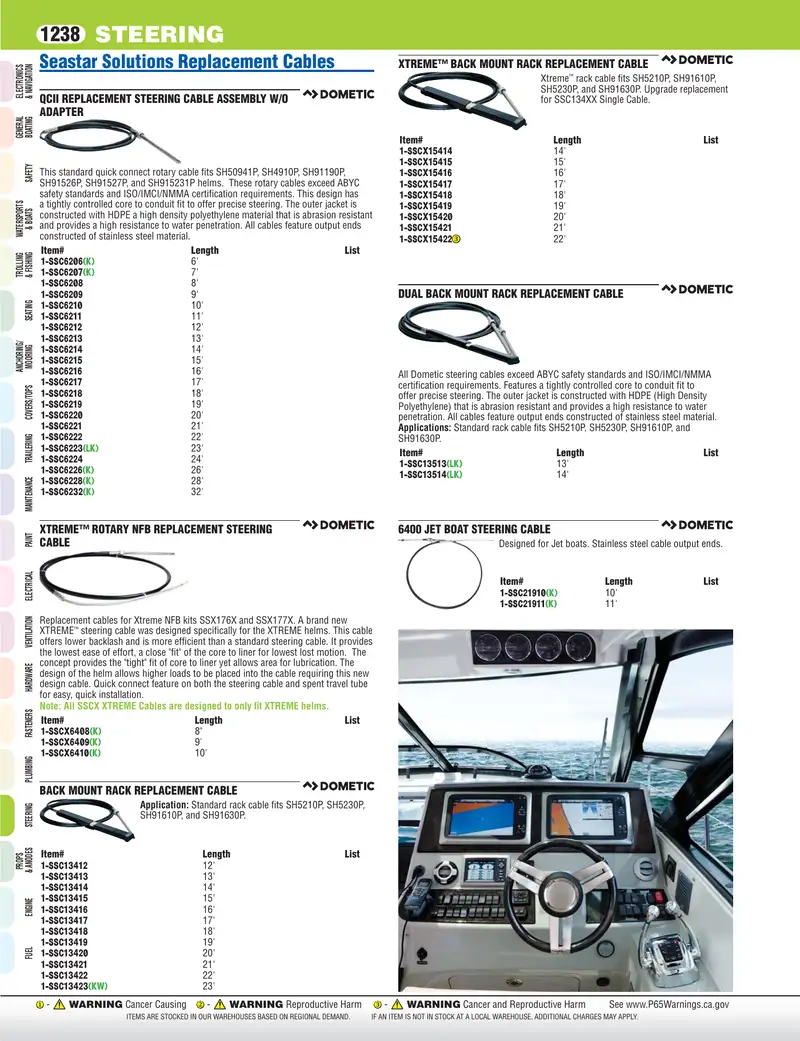 1238 STEERING
ELECTRONICS
& NAVIGATION
GENERAL
BOATING
SAFETY
WATERSPORTS
& BOATS
TROLLING
& FISHING
SEATING
ANCHORING/
MOORING
COVERS/TOPS
TRAILERING
MAINTENANCE
PAINT
ELECTRICAL
VENTILATION
HARDWARE
FASTENERS
PLUMBING
STEERING
PROPS
& ANODES
ENGINE
FUEL
Seastar Solutions Replacement Cables
QCII REPLACEMENT STEERING CABLE ASSEMBLY W/O
ADAPTER
DOMETIC
This standard quick connect rotary cable fits SH50941P, SH4910P, SH91190P,
SH91526P, SH91527P, and SH915231P helms.  These rotary cables exceed ABYC
safety standards and ISO/IMCI/NMMA certification requirements. This design has
a tightly controlled core to conduit fit to offer precise steering. The outer jacket is
constructed with HDPE a high density polyethylene material that is abrasion resistant
and provides a high resistance to water penetration. All cables feature output ends
constructed of stainless steel material.
Item# Length List
1-SSC6206(K) 6'
1-SSC6207(K) 7'
1-SSC6208 8'
1-SSC6209 9'
1-SSC6210 10'
1-SSC6211 11'
1-SSC6212 12'
1-SSC6213 13'
1-SSC6214 14'
1-SSC6215 15'
1-SSC6216 16'
1-SSC6217 17'
1-SSC6218 18'
1-SSC6219 19'
1-SSC6220 20'
1-SSC6221 21'
1-SSC6222 22'
1-SSC6223(LK) 23'
1-SSC6224 24'
1-SSC6226(K) 26'
1-SSC6228(K) 28'
1-SSC6232(K) 32'
XTREME™ ROTARY NFB REPLACEMENT STEERING
CABLE
DOMETIC
Replacement cables for Xtreme NFB kits SSX176X and SSX177X. A brand new
XTREME™ steering cable was designed specifically for the XTREME helms. This cable
offers lower backlash and is more efficient than a standard steering cable. It provides
the lowest ease of effort, a close "fit" of the core to liner for lowest lost motion.  The
concept provides the "tight" fit of core to liner yet allows area for lubrication. The
design of the helm allows higher loads to be placed into the cable requiring this new
design cable. Quick connect feature on both the steering cable and spent travel tube
for easy, quick installation.
Note: All SSCX XTREME Cables are designed to only fit XTREME helms.
Item# Length List
1-SSCX6408(K) 8"
1-SSCX6409(K) 9'
1-SSCX6410(K) 10'
BACK MOUNT RACK REPLACEMENT CABLE
DOMETIC
Application: Standard rack cable fits SH5210P, SH5230P,
SH91610P, and SH91630P.
Item# Length List
1-SSC13412 12'
1-SSC13413 13'
1-SSC13414 14'
1-SSC13415 15'
1-SSC13416 16'
1-SSC13417 17'
1-SSC13418 18'
1-SSC13419 19'
1-SSC13420 20'
1-SSC13421 21'
1-SSC13422 22'
1-SSC13423(KW) 23'
XTREME™ BACK MOUNT RACK REPLACEMENT CABLE
DOMETIC
Xtreme™ rack cable fits SH5210P, SH91610P,
SH5230P, and SH91630P. Upgrade replacement
for SSC134XX Single Cable.
Item# Length List
1-SSCX15414 14'
1-SSCX15415 15'
1-SSCX15416 16'
1-SSCX15417 17'
1-SSCX15418 18'
1-SSCX15419 19'
1-SSCX15420 20'
1-SSCX15421 21'
1-SSCX15422③ 22'
DUAL BACK MOUNT RACK REPLACEMENT CABLE
DOMETIC
All Dometic steering cables exceed ABYC safety standards and ISO/IMCI/NMMA
certification requirements. Features a tightly controlled core to conduit fit to
offer precise steering. The outer jacket is constructed with HDPE (High Density
Polyethylene) that is abrasion resistant and provides a high resistance to water
penetration. All cables feature output ends constructed of stainless steel material.
Applications: Standard rack cable fits SH5210P, SH5230P, SH91610P, and
SH91630P.
Item# Length List
1-SSC13513(LK) 13'
1-SSC13514(LK) 14'
6400 JET BOAT STEERING CABLE
DOMETIC
Designed for Jet boats. Stainless steel cable output ends.
Item# Length List
1-SSC21910(K) 10'
1-SSC21911(K) 11'
① - WARNING Cancer Causing ② - WARNING Reproductive Harm ③ - WARNING Cancer and Reproductive Harm See www.P65Warnings.ca.gov
ITEMS ARE STOCKED IN OUR WAREHOUSES BASED ON REGIONAL DEMAND. IF AN ITEM IS NOT IN STOCK AT A LOCAL WAREHOUSE, ADDITIONAL CHARGES MAY APPLY.